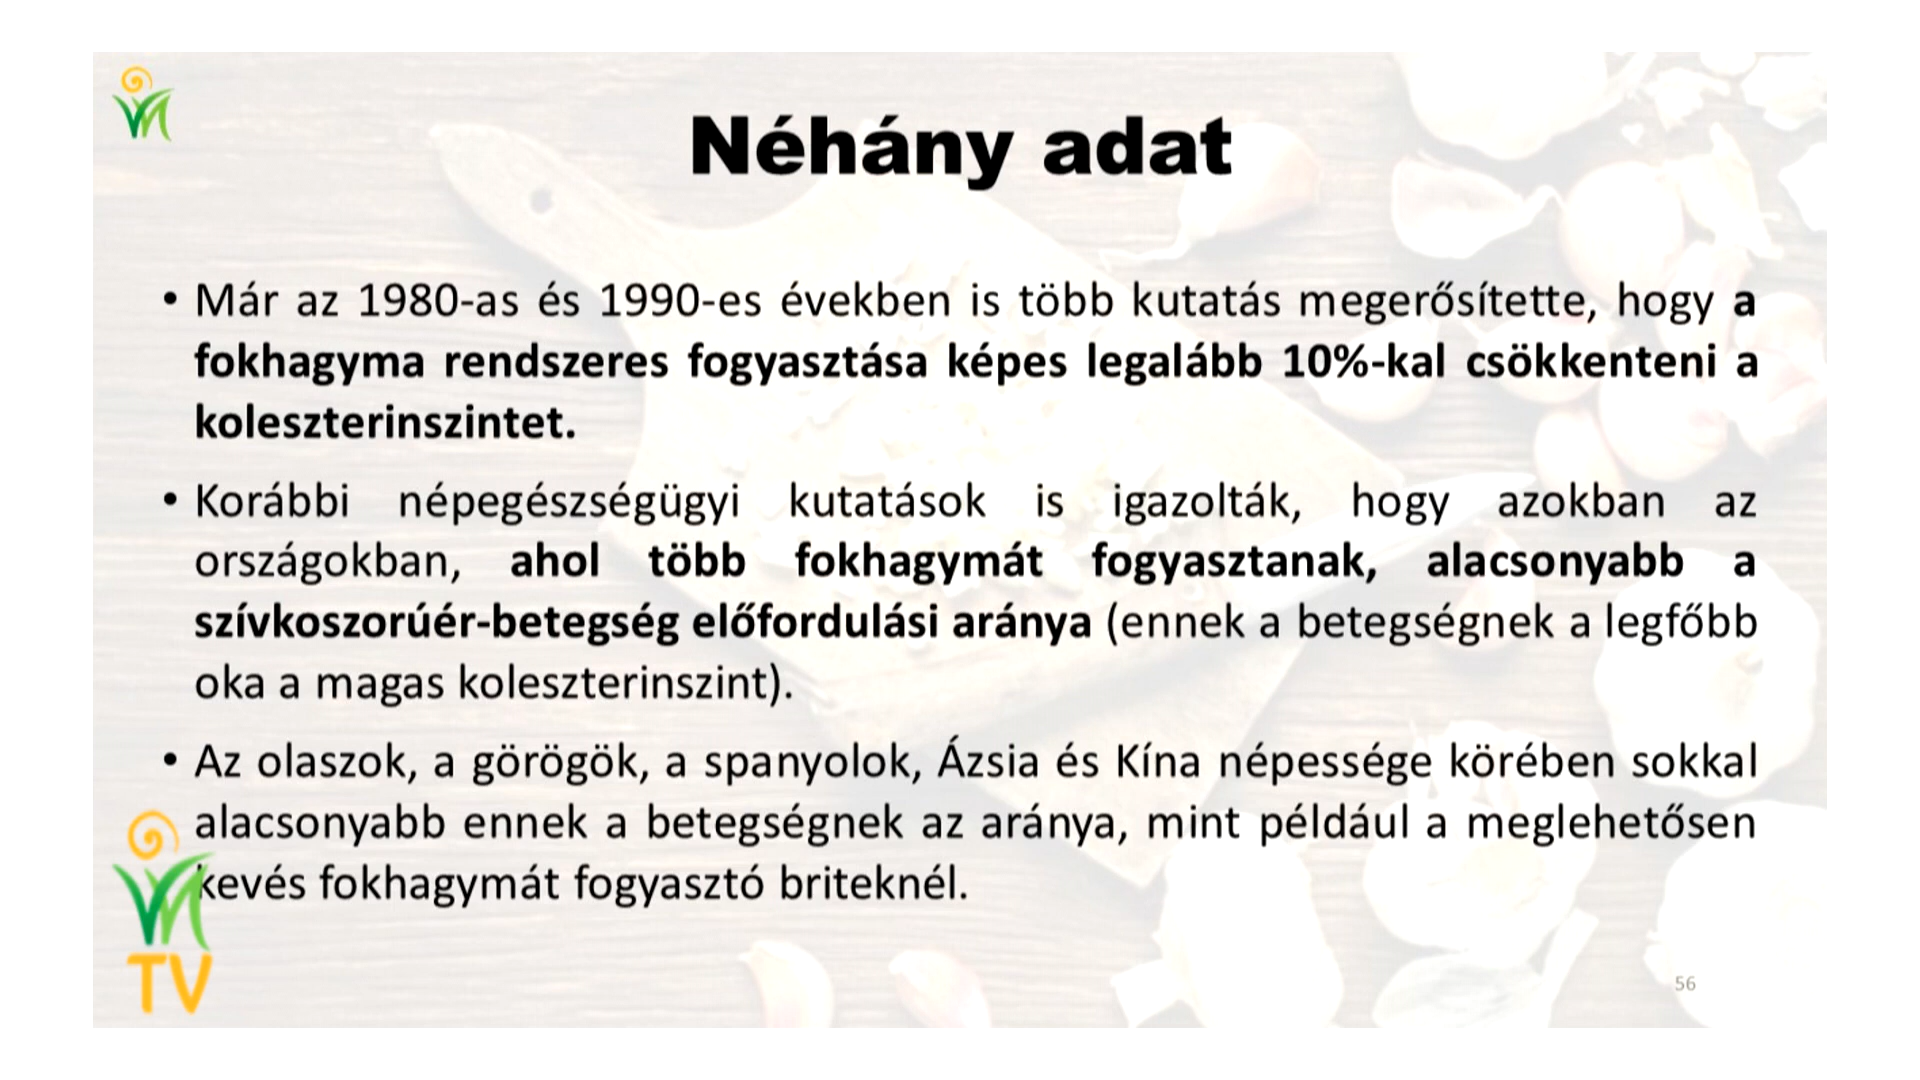 Néhány adat
• Már az 1980-as és 1990-es években is több kutatás megerősítette, hogy a
fokhagyma rendszeres fogyasztása képes legalább 10%-kal csökkenteni a
koleszterinszintet.
• Korábbi népegészségügyi kutatások is igazolták, hogy azokban az
országokban, ahol több fokhagymát fogyasztanak, alacsonyabb a
szívkoszorúér-betegség előfordulási aránya (ennek a betegségnek a legfőbb
oka a magas koleszterinszint).
• Az olaszok, a görögök, a spanyolok, Ázsia és Kína népessége körében sokkal
alacsonyabb ennek a betegségnek az aránya, mint például a meglehetősen
kevés fokhagymát fogyasztó briteknél.
TV
56